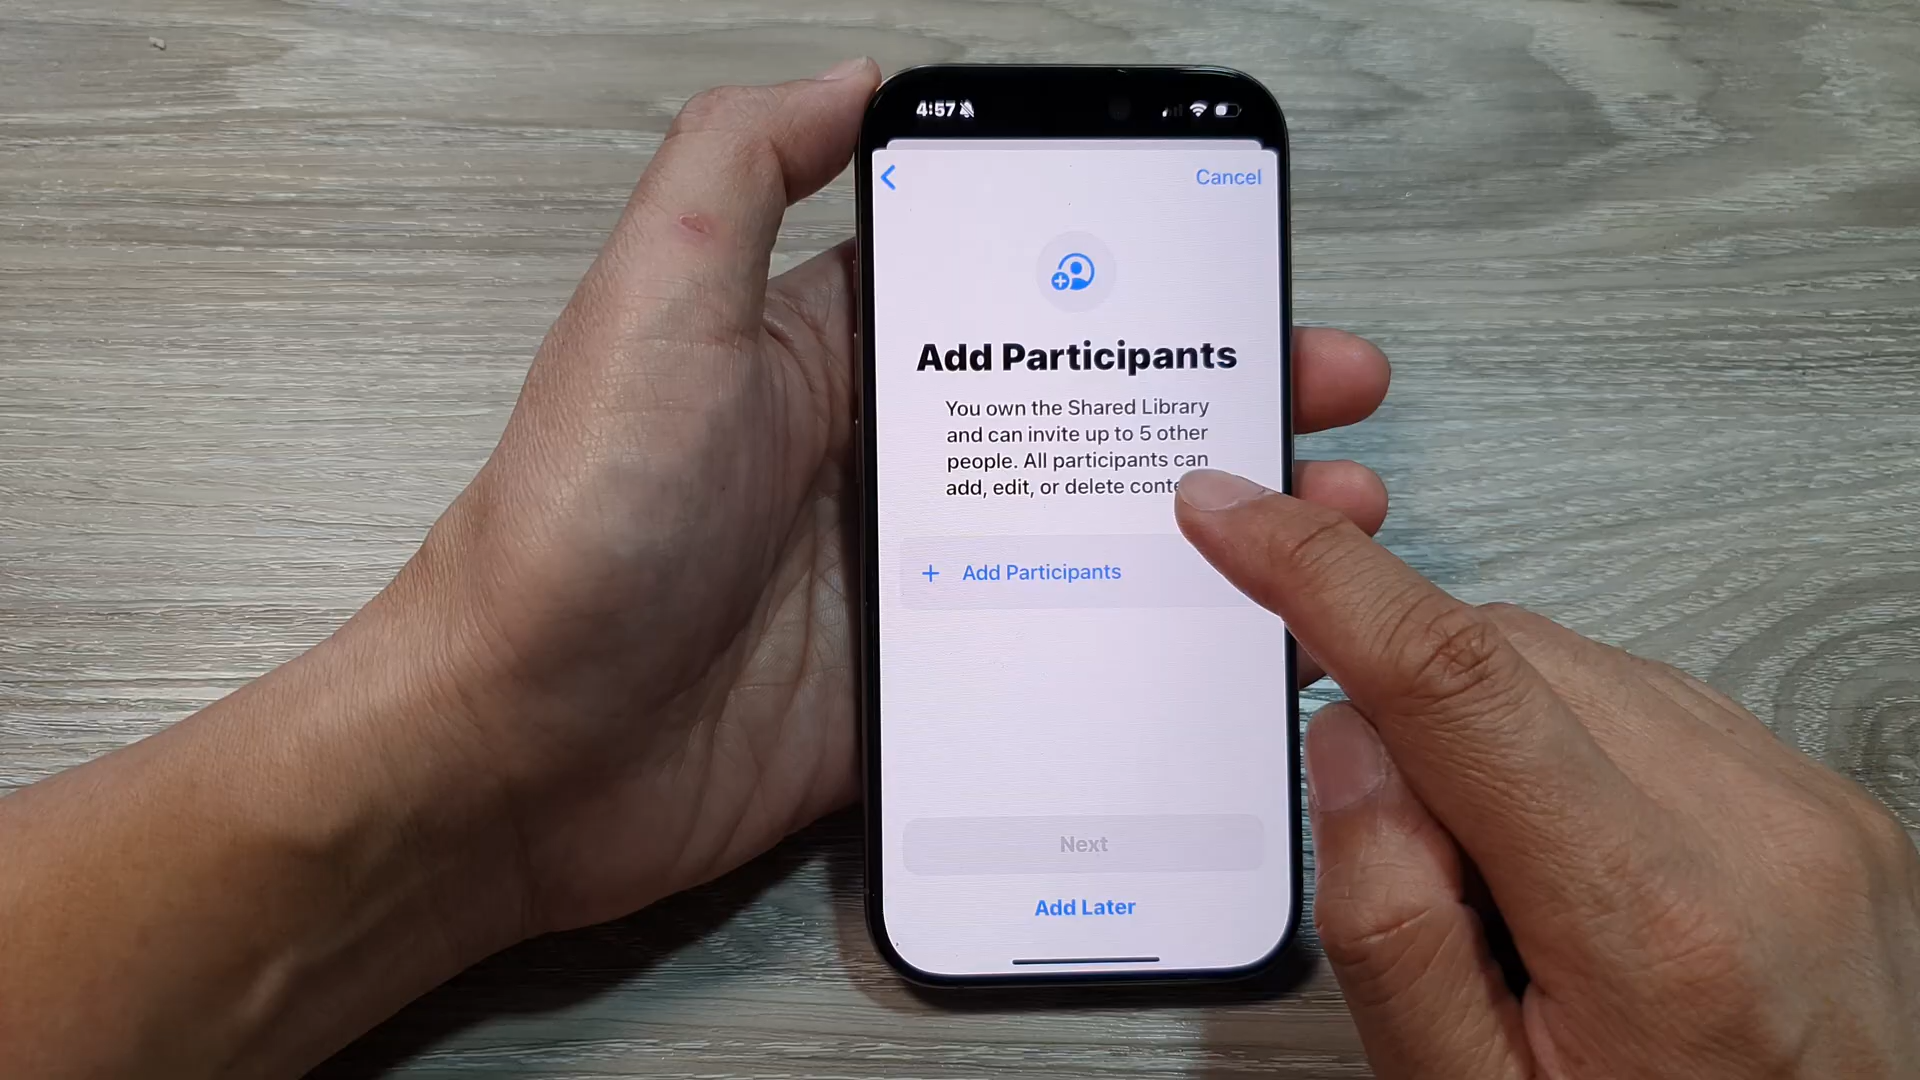 4:57
Cancel
Add Participants
You own the Shared Library
and can invite up to 5 other
people. All participants can
add, edit, or delete
+ Add Participants
Next
Add Later